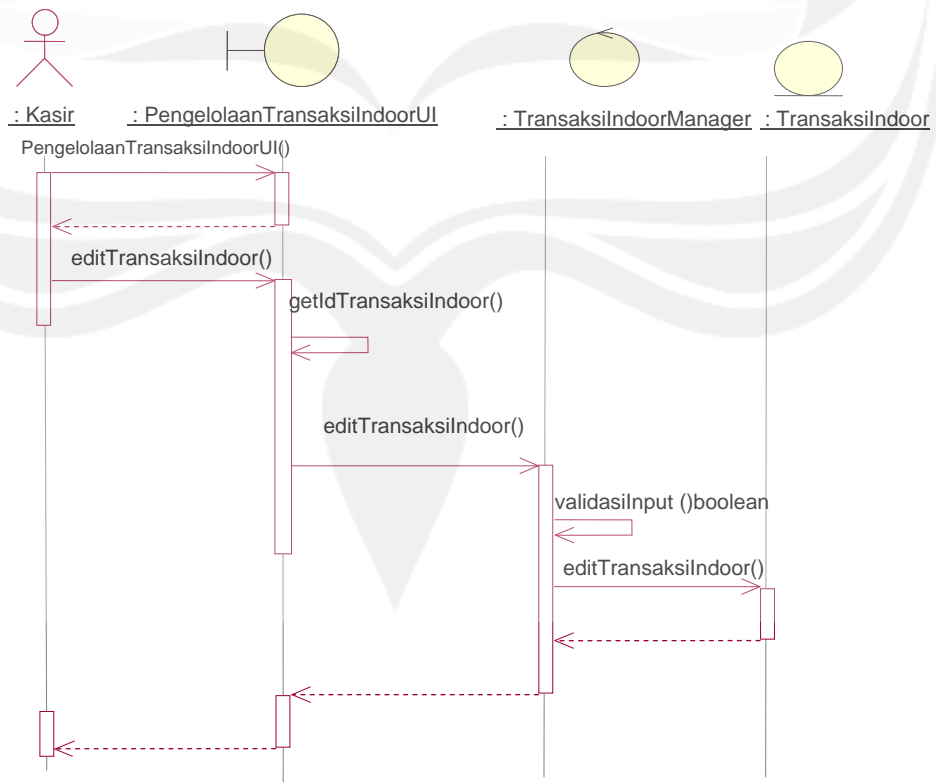 : Kasir
: PengelolaanTransaksiIndoorUI
: TransaksiIndoorManager
: TransaksiIndoor
PengelolaanTransaksiIndoorUI()
editTransaksiIndoor()
getIdTransaksiIndoor()
editTransaksiIndoor()
validasiInput ()boolean
editTransaksiIndoor()